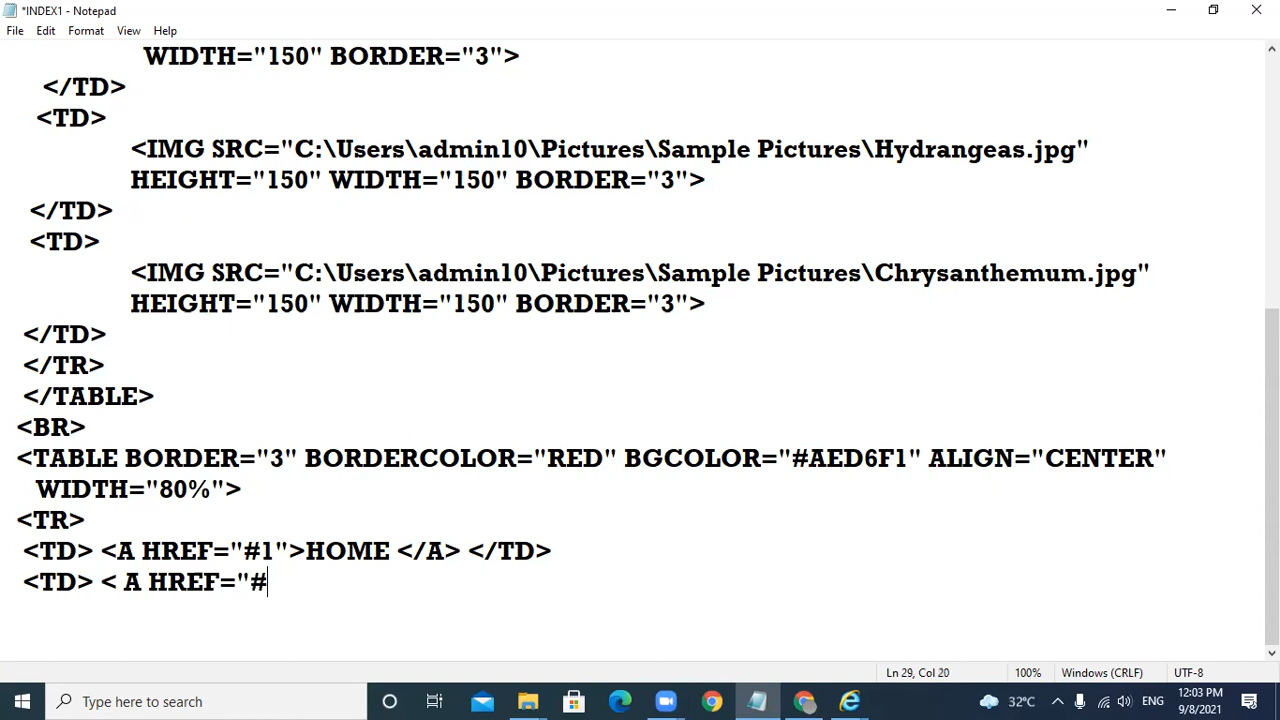 *INDEX1 - Notepad
File Edit Format View Help
WIDTH="150" BORDER="3">
</TD>
<TD>
<IMG SRC="C:\Users\admin10\Pictures\Sample Pictures\Hydrangeas.jpg"
HEIGHT="150" WIDTH="150" BORDER="3">
</TD>
<TD>
<IMG SRC="C:\Users\admin10\Pictures\Sample Pictures\Chrysanthemum.jpg"
HEIGHT="150" WIDTH="150" BORDER="3">
</TD>
</TR>
</TABLE>
<BR>
<TABLE BORDER="3" BORDERCOLOR="RED" BGCOLOR="#AED6F1" ALIGN="CENTER"
WIDTH="80%">
<TR>
<TD> <A HREF="#1">HOME </A> </TD>
<TD> < A HREF="#
Ln 29, Col 20 100% Windows (CRLF) UTF-8
Type here to search 32°C ENG 12:03 PM
9/8/2021